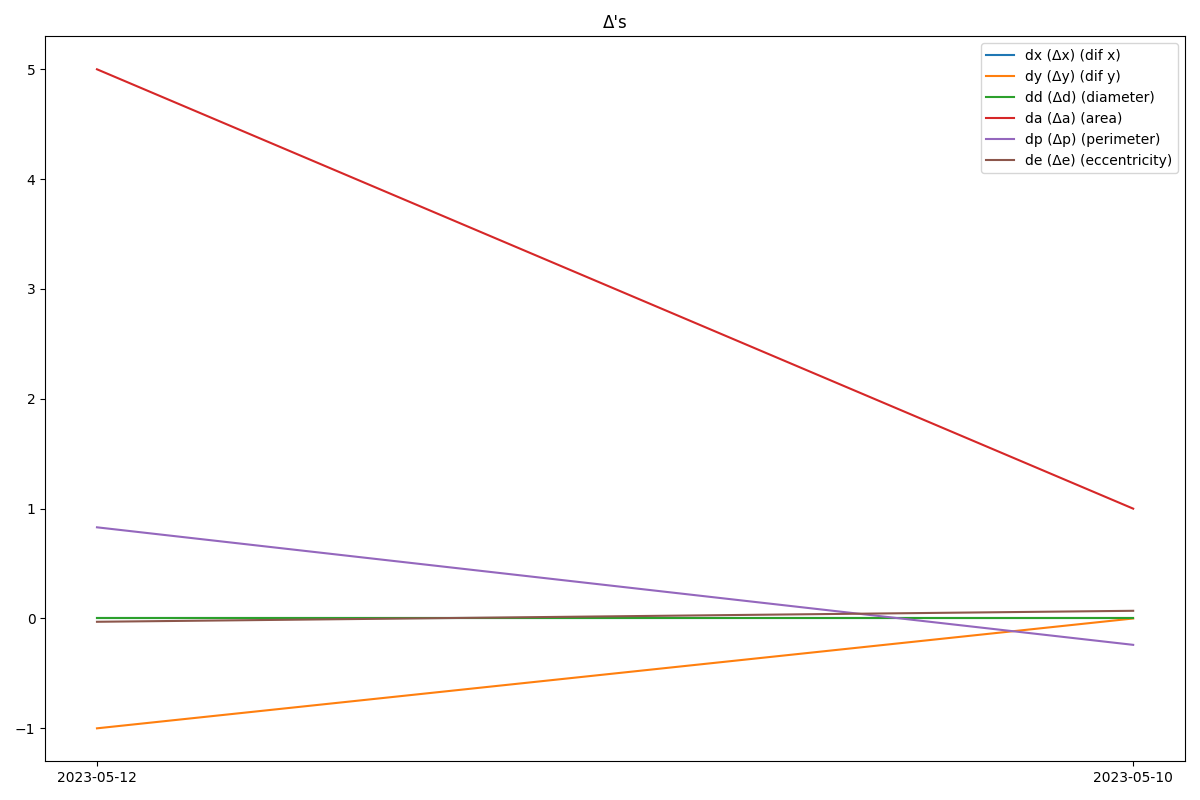 Δ's
dx (Δx) (dif x)
dy (Δy) (dif y)
dd (Δd) (diameter)
da (Δa) (area)
dp (Δp) (perimeter)
de (Δe) (eccentricity)
5
4
3
2
1
0
−1
2023-05-12 2023-05-10